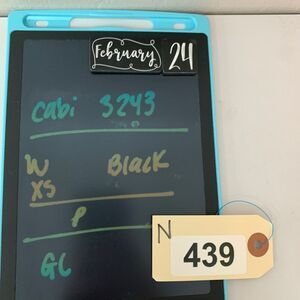 February 24
cabi 3243
W Black
XS
P
GC
N
439